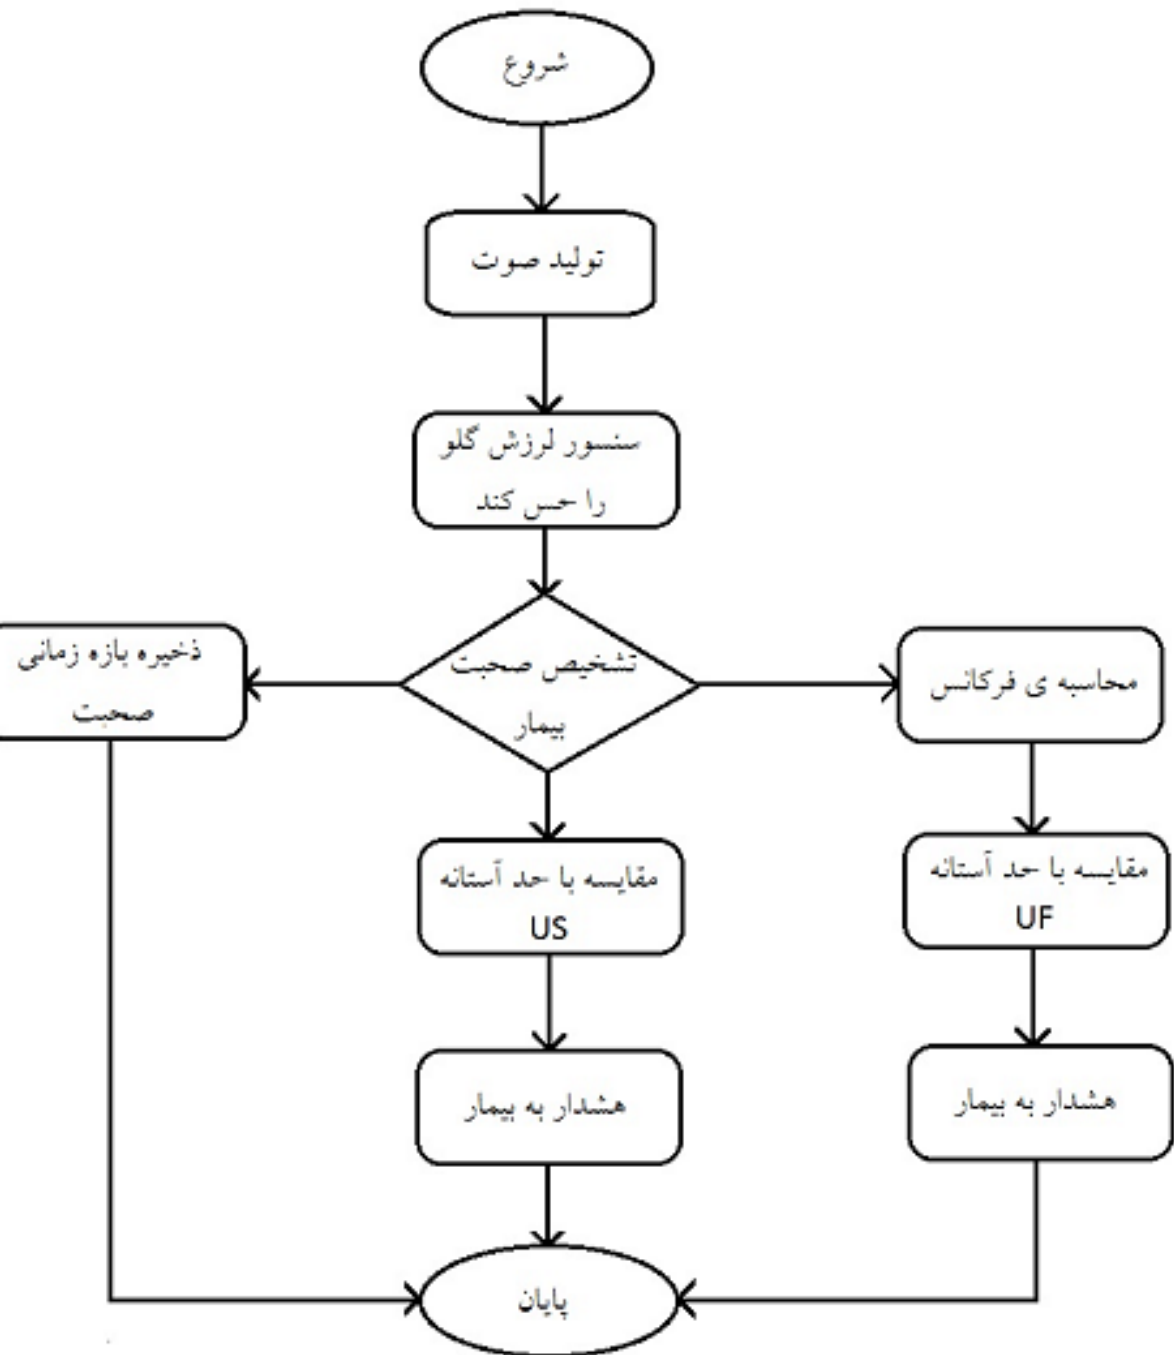 شروع
تولید صوت
سنسور لرزش گلو
را حس کند
تشخیص صحبت
بیمار
ذخیره بازه زمانی
صحبت
محاسبه ی فرکانس
مقایسه با حد آستانه
US
مقایسه با حد آستانه
UF
هشدار به بیمار
هشدار به بیمار
پایان